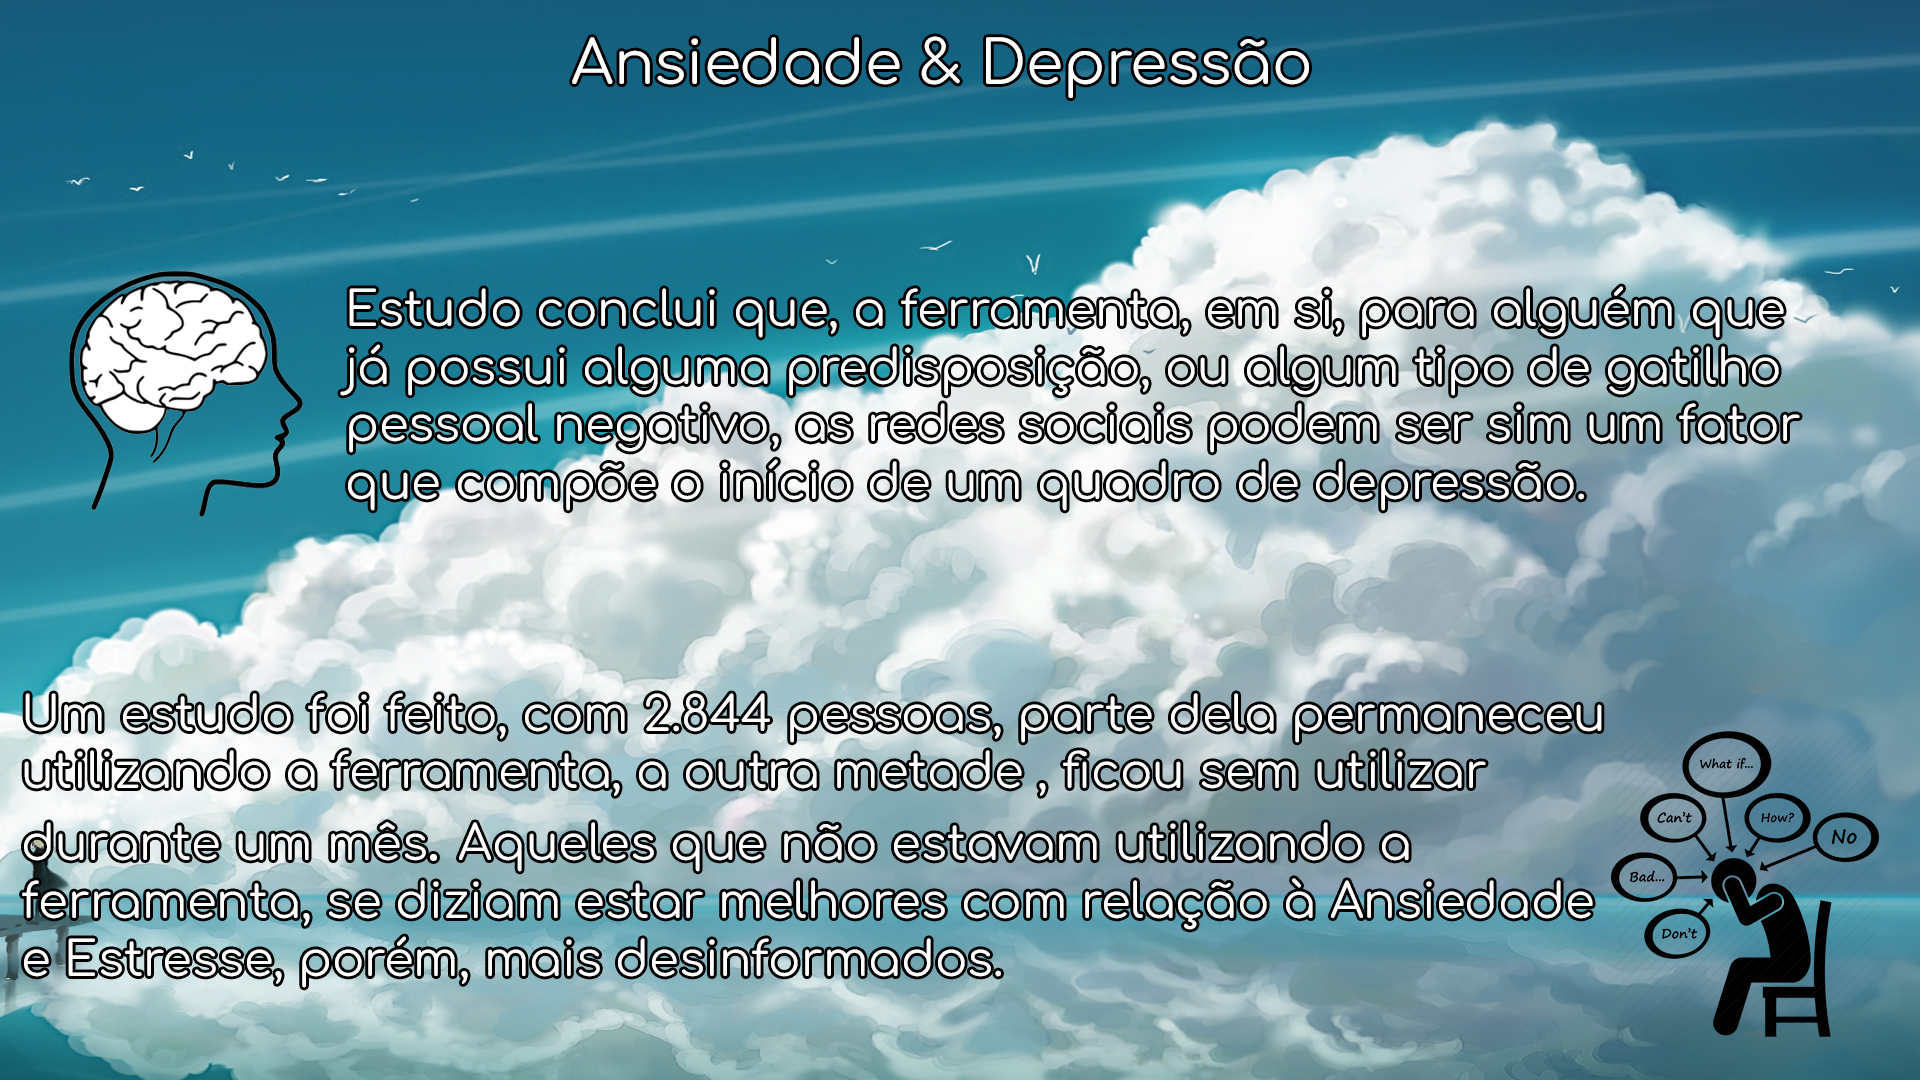 Ansiedade & Depressão
Estudo conclui que, a ferramenta, em si, para alguém que
já possui alguma predisposição, ou algum tipo de gatilho
pessoal negativo, as redes sociais podem ser sim um fator
que compõe o início de um quadro de depressão.
Um estudo foi feito, com 2.844 pessoas, parte dela permaneceu
utilizando a ferramenta, a outra metade , ficou sem utilizar
durante um mês. Aqueles que não estavam utilizando a
ferramenta, se diziam estar melhores com relação à Ansiedade
e Estresse, porém, mais desinformados.
What if...
Can't
How?
No
Bad...
Don't